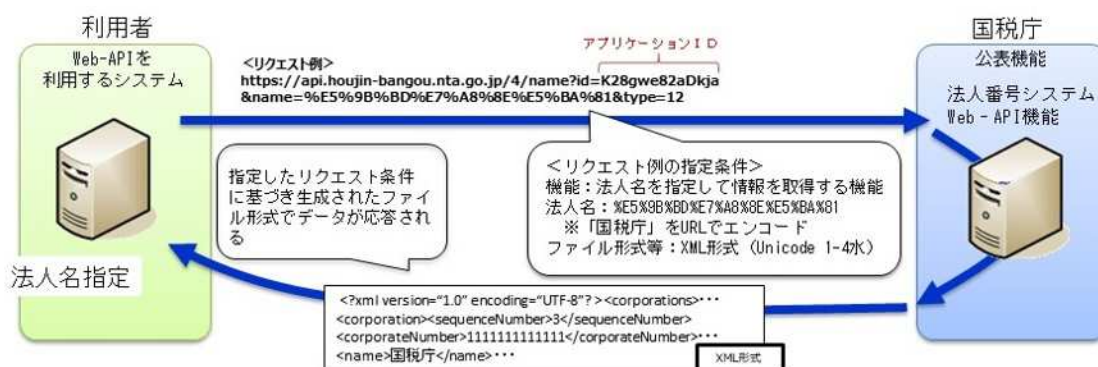 利用者
Web-APIを
利用するシステム
法人名指定
アプリケーションID
<リクエスト例>
https://api.houjin-bangou.nta.go.jp/4/name?id=K28gwe82aDkja
&name=%E5%9B%BD%E7%A8%8E%E5%BA%81&type=12
国税庁
公表機能
法人番号システム
Web-API機能
指定したリクエスト条件
に基づき生成されたファイ
ル形式でデータが応答され
る
<リクエスト例の指定条件>
機能:法人名を指定して情報を取得する機能
法人名:%E5%9B%BD%E7%A8%8E%E5%BA%81
※「国税庁」をURLでエンコード
ファイル形式等:XML形式(Unicode 1-4水)
<?xml version="1.0" encoding="UTF-8"? ><corporations>・・・
<corporation><sequenceNumber>3</sequenceNumber>
<corporateNumber>1111111111111</corporateNumber>・・・
<name>国税庁</name>・・・
XML形式